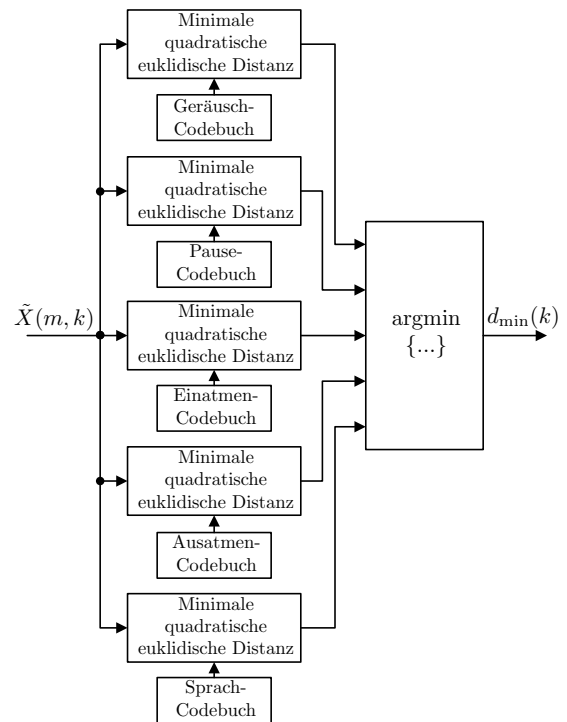 Minimale
quadratische
euklidische Distanz
Geräusch-
Codebuch
Minimale
quadratische
euklidische Distanz
Pause-
Codebuch
X̃(m, k)
Minimale
quadratische
euklidische Distanz
Einatmen-
Codebuch
Minimale
quadratische
euklidische Distanz
Ausatmen-
Codebuch
Minimale
quadratische
euklidische Distanz
Sprach-
Codebuch
argmin
{...}
d_min(k)